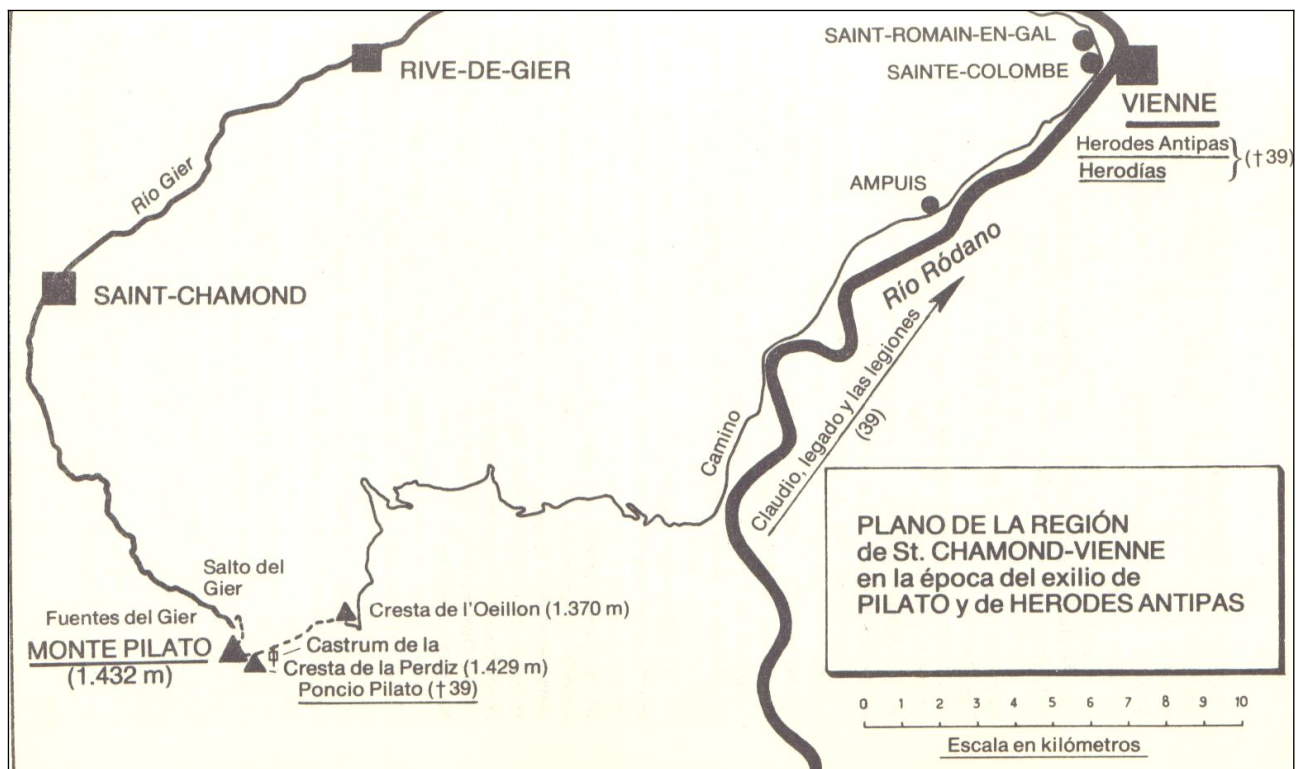 SAINT-ROMAIN-EN-GAL
SAINTE-COLOMBE
RIVE-DE-GIER
VIENNE
Herodes Antipas
Herodías
} († 39)
Río Gier
AMPUIS
Río Ródano
SAINT-CHAMOND
Claudio, legado y las legiones
(39)
Camino
PLANO DE LA REGIÓN
de St. CHAMOND-VIENNE
en la época del exilio de
PILATO y de HERODES ANTIPAS
Salto del
Gier
Fuentes del Gier
Cresta de l'Oeillon (1.370 m)
MONTE PILATO
(1.432 m)
Castrum de la
Cresta de la Perdiz (1.429 m)
Poncio Pilato († 39)
0 1 2 3 4 5 6 7 8 9 10
Escala en kilómetros